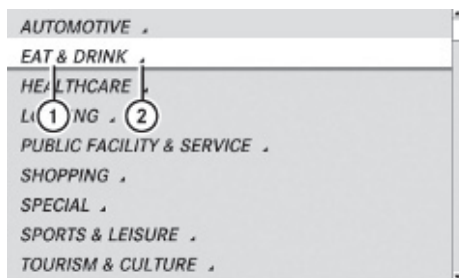 AUTOMOTIVE
EAT & DRINK
HEALTHCARE
1 2
PUBLIC FACILITY & SERVICE
SHOPPING
SPECIAL
SPORTS & LEISURE
TOURISM & CULTURE